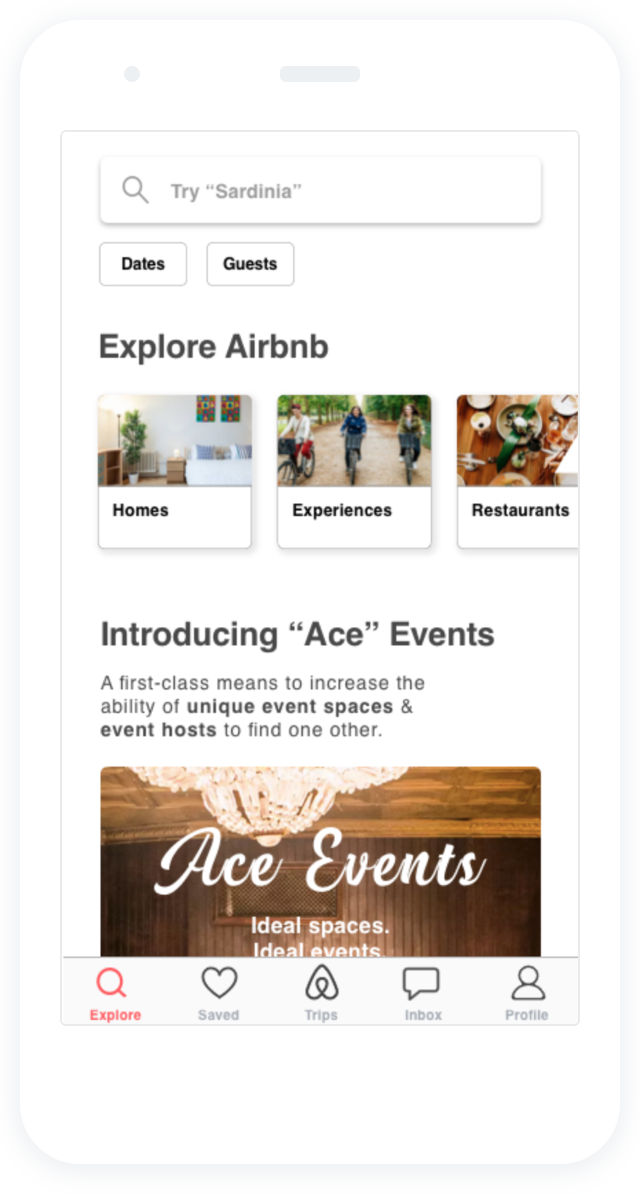 Try “Sardinia”
Dates Guests
Explore Airbnb
Homes Experiences Restaurants
Introducing “Ace” Events
A first-class means to increase the
ability of unique event spaces &
event hosts to find one other.
Ace Events
Ideal spaces.
Ideal events.
Explore Saved Trips Inbox Profile